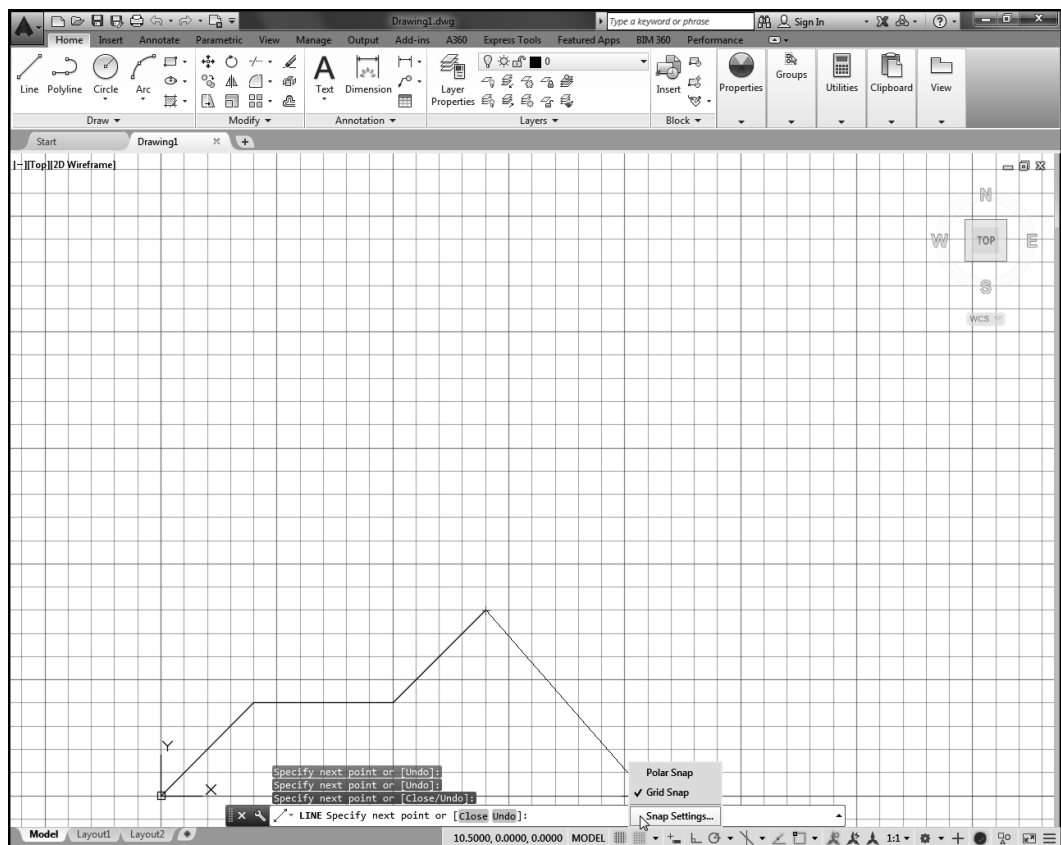 Drawing1.dwg
Type a keyword or phrase
Sign In
Home Insert Annotate Parametric View Manage Output Add-ins A360 Express Tools Featured Apps BIM 360 Performance
0
Line Polyline Circle Arc Text Dimension Layer Properties Insert Properties Groups Utilities Clipboard View
Draw Modify Annotation Layers Block
Start Drawing1
[−][Top][2D Wireframe]
N
W TOP E
S
WCS
Y
X
Specify next point or [Undo]:
Specify next point or [Undo]:
Specify next point or [Close/Undo]:
LINE Specify next point or [Close Undo]:
Polar Snap
Grid Snap
Snap Settings...
Model Layout1 Layout2
10.5000, 0.0000, 0.0000 MODEL 1:1